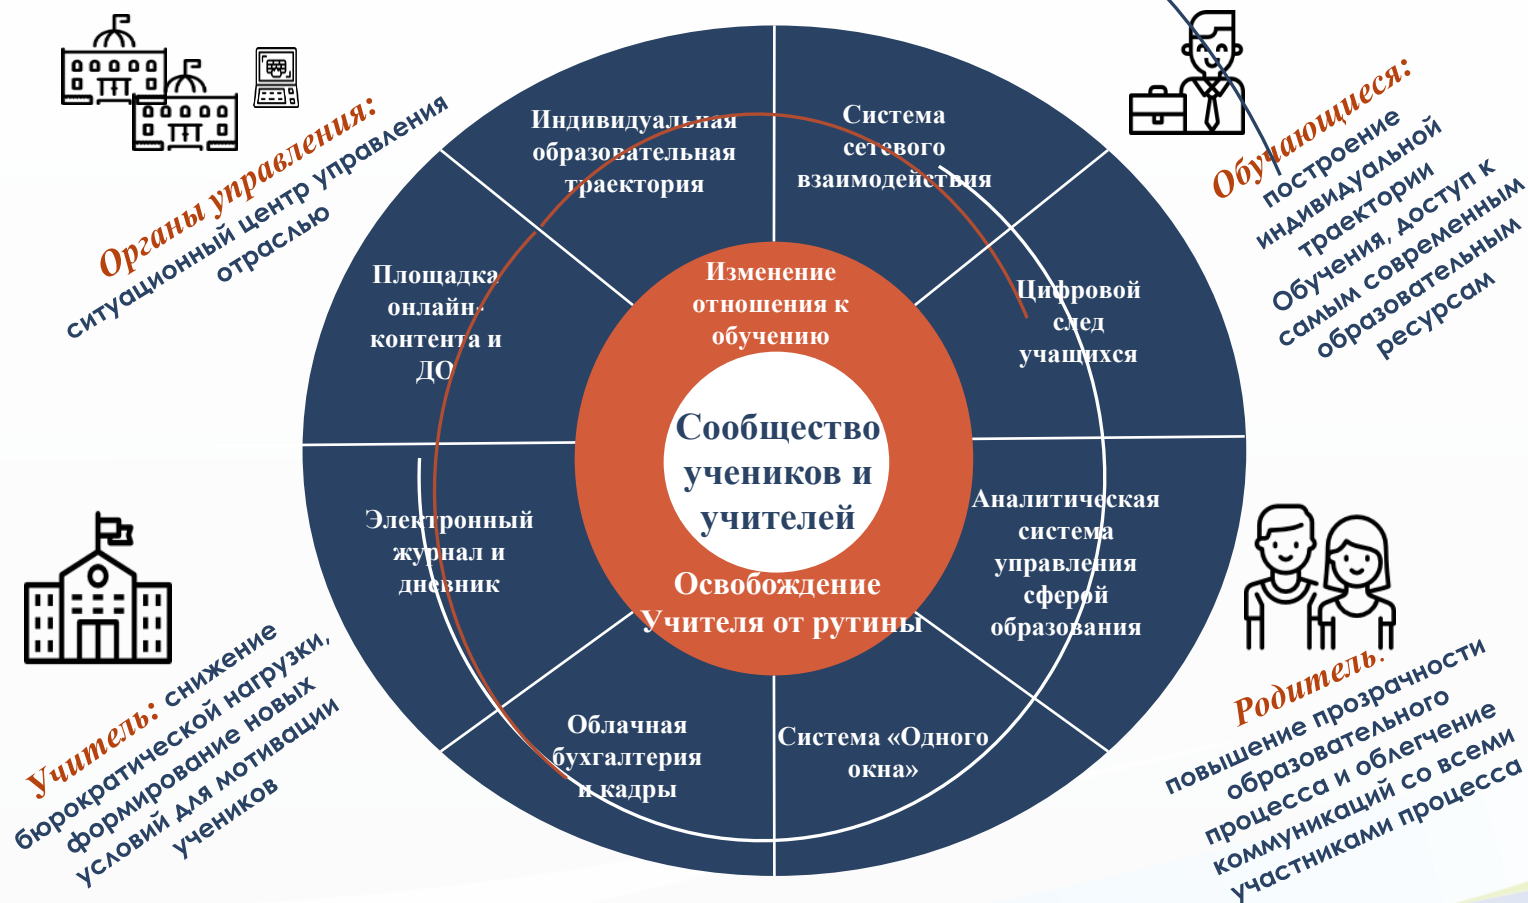 Органы управления:
ситуационный центр управления
отраслью
Индивидуальная
образовательная
траектория
Система
сетевого
взаимодействия
Обучающиеся:
построение
индивидуальной
траектории
Обучения, доступ к
самым современным
образовательным
ресурсам
Площадка
онлайн-
контента и
ДО
Изменение
отношения к
обучению
Цифровой
след
учащихся
Сообщество
учеников и
учителей
Электронный
журнал и
дневник
Аналитическая
система
управления
сферой
образования
Освобождение
Учителя от рутины
Учитель: снижение
бюрократической нагрузки,
формирование новых
условий для мотивации
учеников
Облачная
бухгалтерия
и кадры
Система «Одного
окна»
Родитель:
повышение прозрачности
образовательного
процесса и облегчение
коммуникаций со всеми
участниками процесса